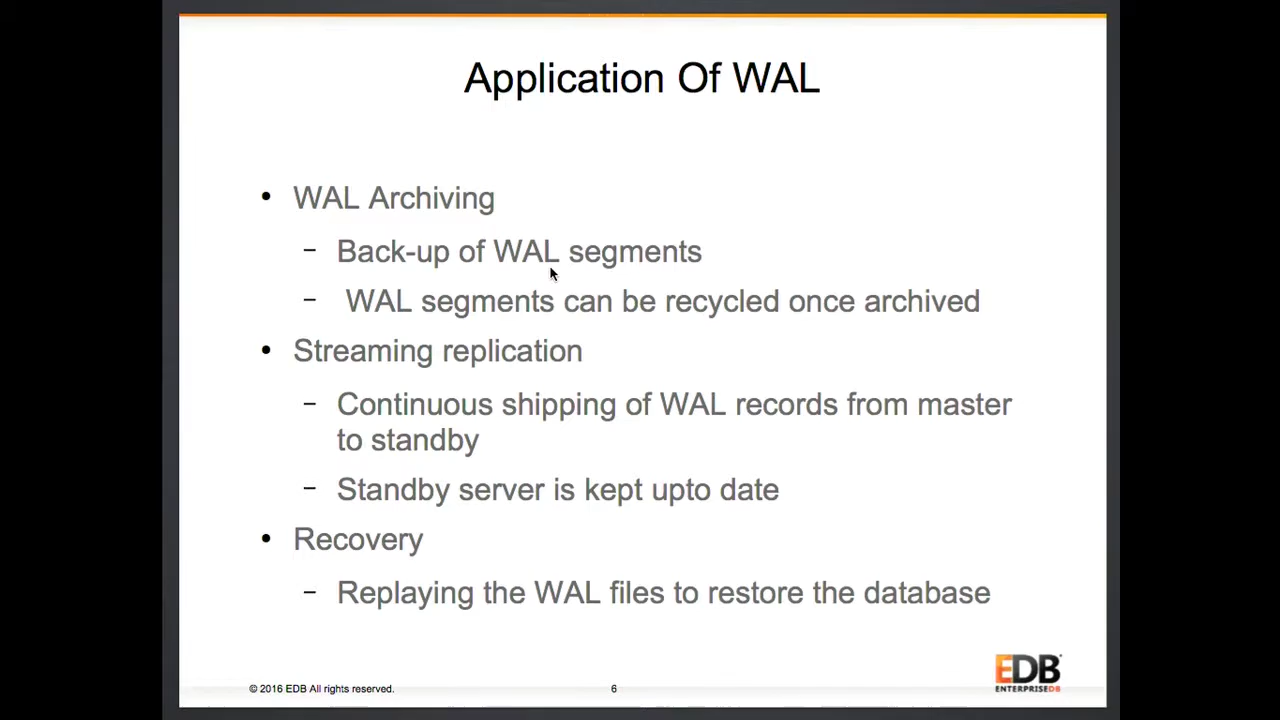 Application Of WAL
• WAL Archiving
– Back-up of WAL segments
– WAL segments can be recycled once archived
• Streaming replication
– Continuous shipping of WAL records from master
to standby
– Standby server is kept upto date
• Recovery
– Replaying the WAL files to restore the database
© 2016 EDB All rights reserved.
6
EDB
ENTERPRISEDB